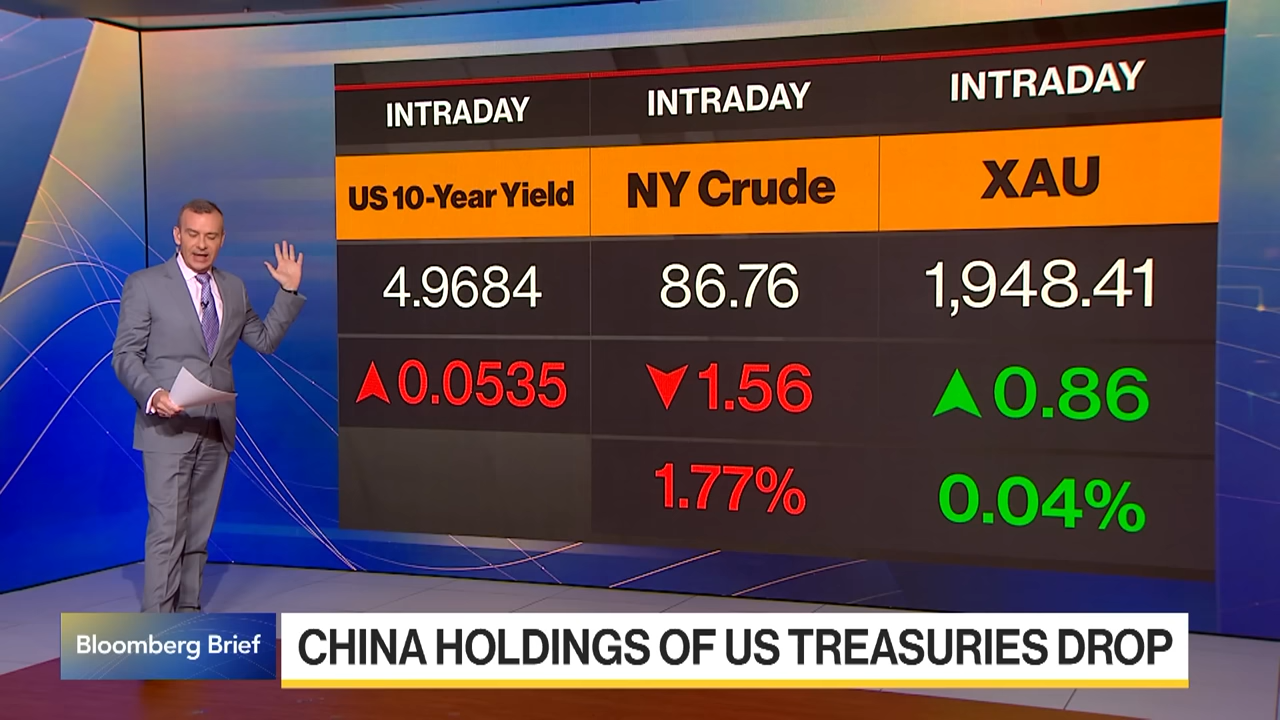 INTRADAY INTRADAY INTRADAY
US 10-Year Yield NY Crude XAU
4.9684 86.76 1,948.41
▲0.0535 ▼1.56 ▲0.86
1.77% 0.04%
Bloomberg Brief CHINA HOLDINGS OF US TREASURIES DROP